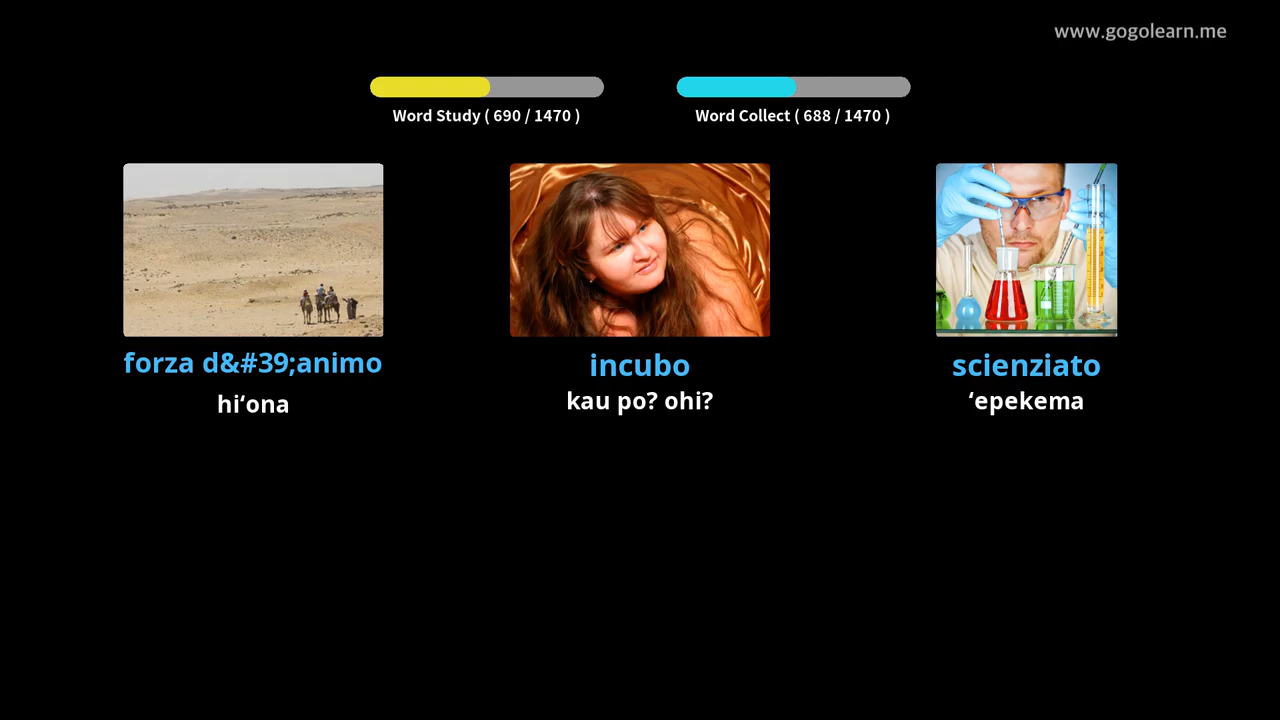 www.gogolearn.me
Word Study ( 690 / 1470 )
Word Collect ( 688 / 1470 )
forza d&#39;animo
incubo
scienziato
hiʻona
kau po? ohi?
ʻepekema